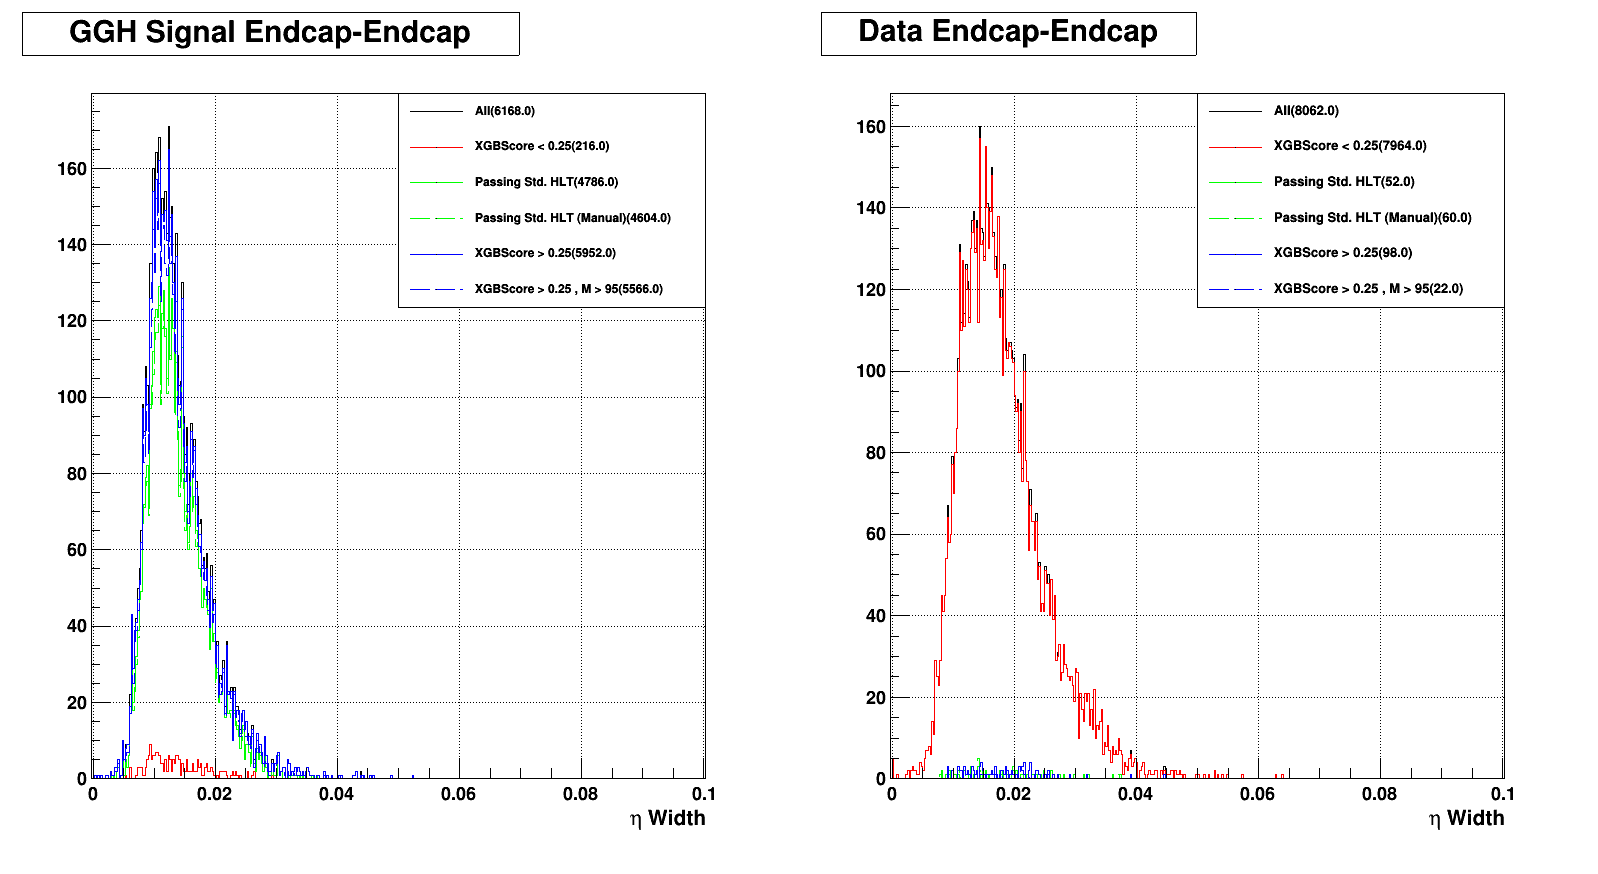 GGH Signal Endcap-Endcap
All(6168.0)
XGBScore < 0.25(216.0)
Passing Std. HLT(4786.0)
Passing Std. HLT (Manual)(4604.0)
XGBScore > 0.25(5952.0)
XGBScore > 0.25 , M > 95(5566.0)
160
140
120
100
80
60
40
20
0
0 0.02 0.04 0.06 0.08 0.1
η Width
Data Endcap-Endcap
All(8062.0)
XGBScore < 0.25(7964.0)
Passing Std. HLT(52.0)
Passing Std. HLT (Manual)(60.0)
XGBScore > 0.25(98.0)
XGBScore > 0.25 , M > 95(22.0)
160
140
120
100
80
60
40
20
0
0 0.02 0.04 0.06 0.08 0.1
η Width